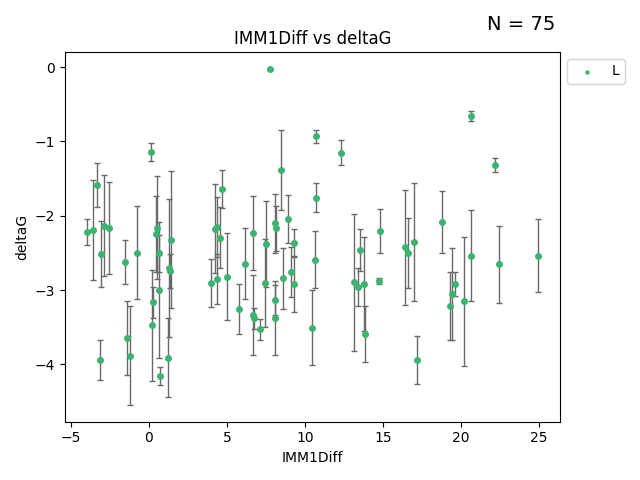 N = 75
IMM1Diff vs deltaG
L
deltaG
0
−1
−2
−3
−4
−5 0 5 10 15 20 25
IMM1Diff